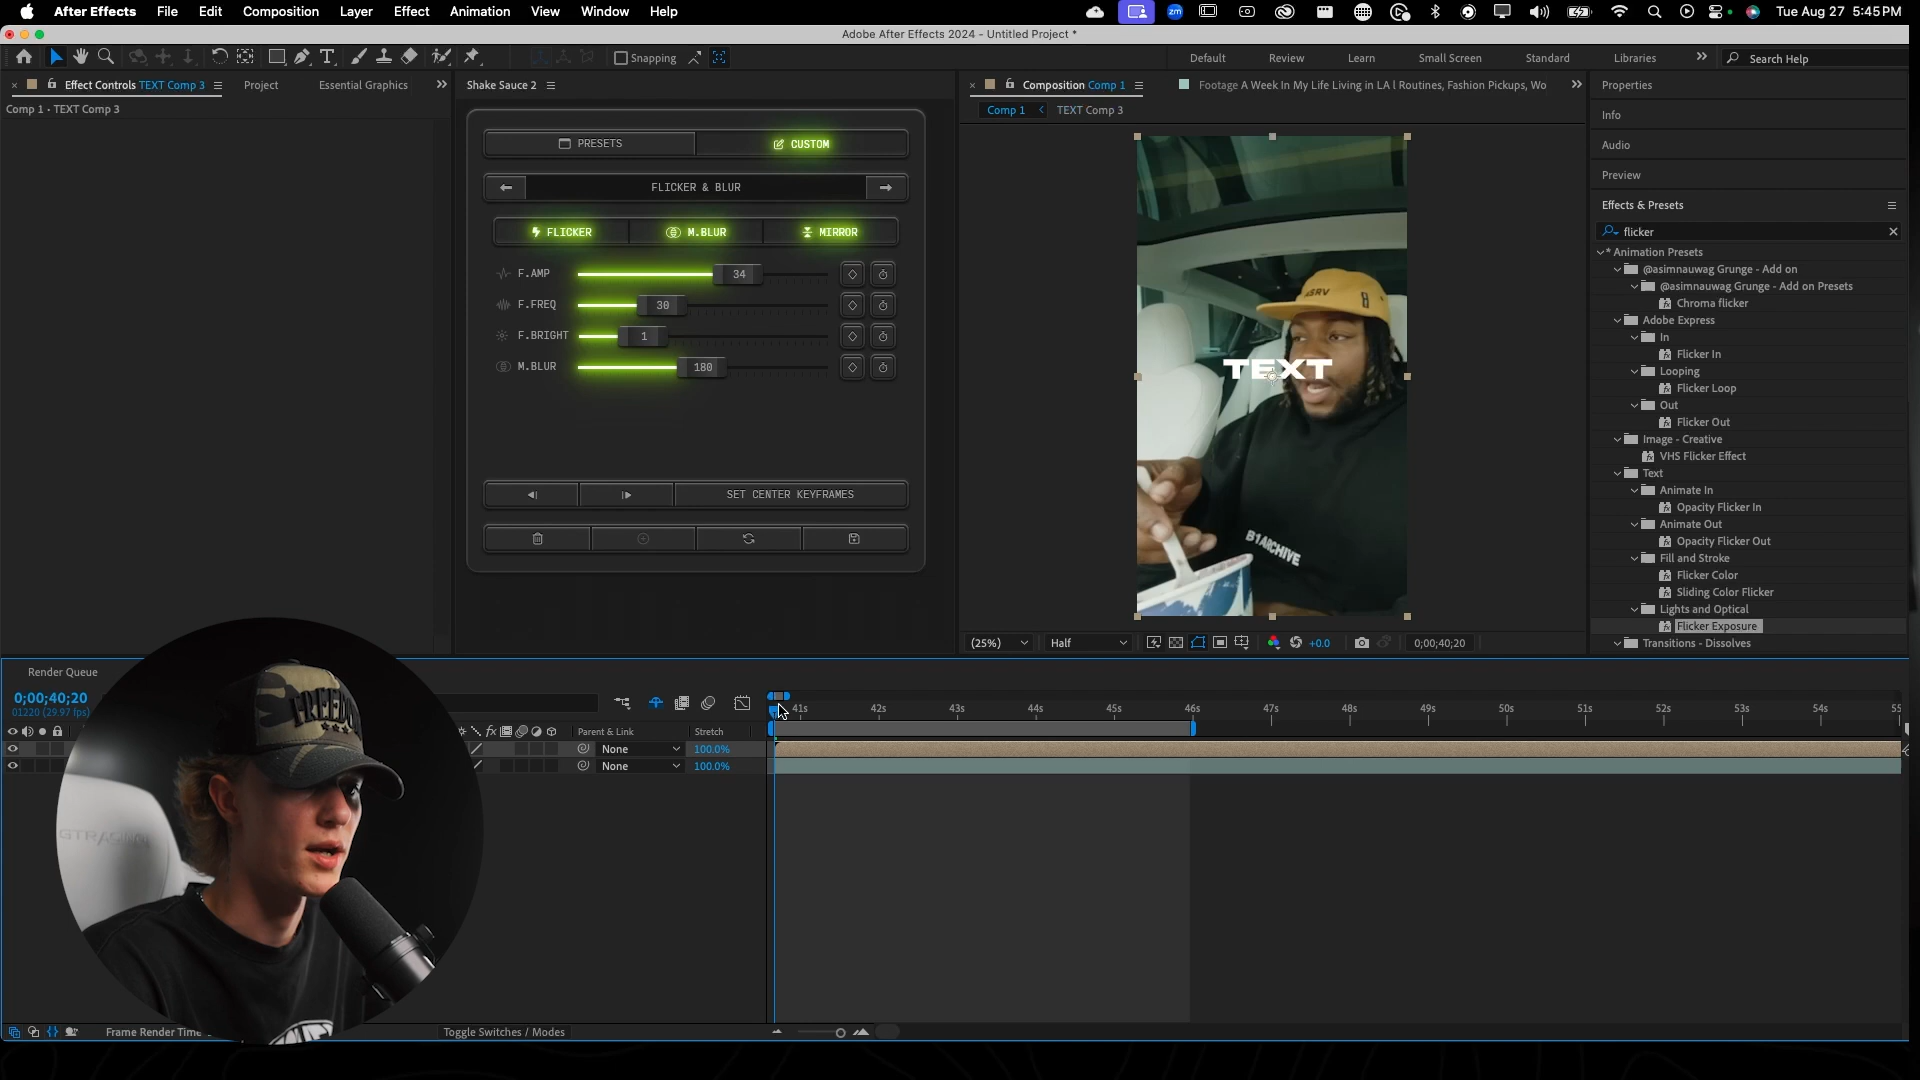 After Effects File Edit Composition Layer Effect Animation View Window Help
zm
Tue Aug 27 5:45 PM
Adobe After Effects 2024 - Untitled Project *
Snapping
Default Review Learn Small Screen Standard Libraries
Search Help
Effect Controls TEXT Comp 3
Project
Essential Graphics
Comp 1 • TEXT Comp 3
Shake Sauce 2
PRESETS
CUSTOM
FLICKER & BLUR
FLICKER
M.BLUR
MIRROR
F.AMP 34
F.FREQ 30
F.BRIGHT 1
M.BLUR 180
SET CENTER KEYFRAMES
Composition Comp 1
Footage A Week In My Life Living in LA l Routines, Fashion Pickups, Wo
Comp 1
TEXT Comp 3
TEXT
B1ARCHIVE
(25%)
Half
+0.0
0;00;40;20
Properties
Info
Audio
Preview
Effects & Presets
flicker
* Animation Presets
@asimnauwag Grunge - Add on
@asimnauwag Grunge - Add on Presets
Chroma flicker
Adobe Express
In
Flicker In
Looping
Flicker Loop
Out
Flicker Out
Image - Creative
VHS Flicker Effect
Text
Animate In
Opacity Flicker In
Animate Out
Opacity Flicker Out
Fill and Stroke
Flicker Color
Sliding Color Flicker
Lights and Optical
Flicker Exposure
Transitions - Dissolves
Render Queue
0;00;40;20
01220 (29.97 fps)
fx
Parent & Link
Stretch
None
100.0%
None
100.0%
41s 42s 43s 44s 45s 46s 47s 48s 49s 50s 51s 52s 53s 54s 55
FREEDOM
GTRACING
Frame Render Time
Toggle Switches / Modes